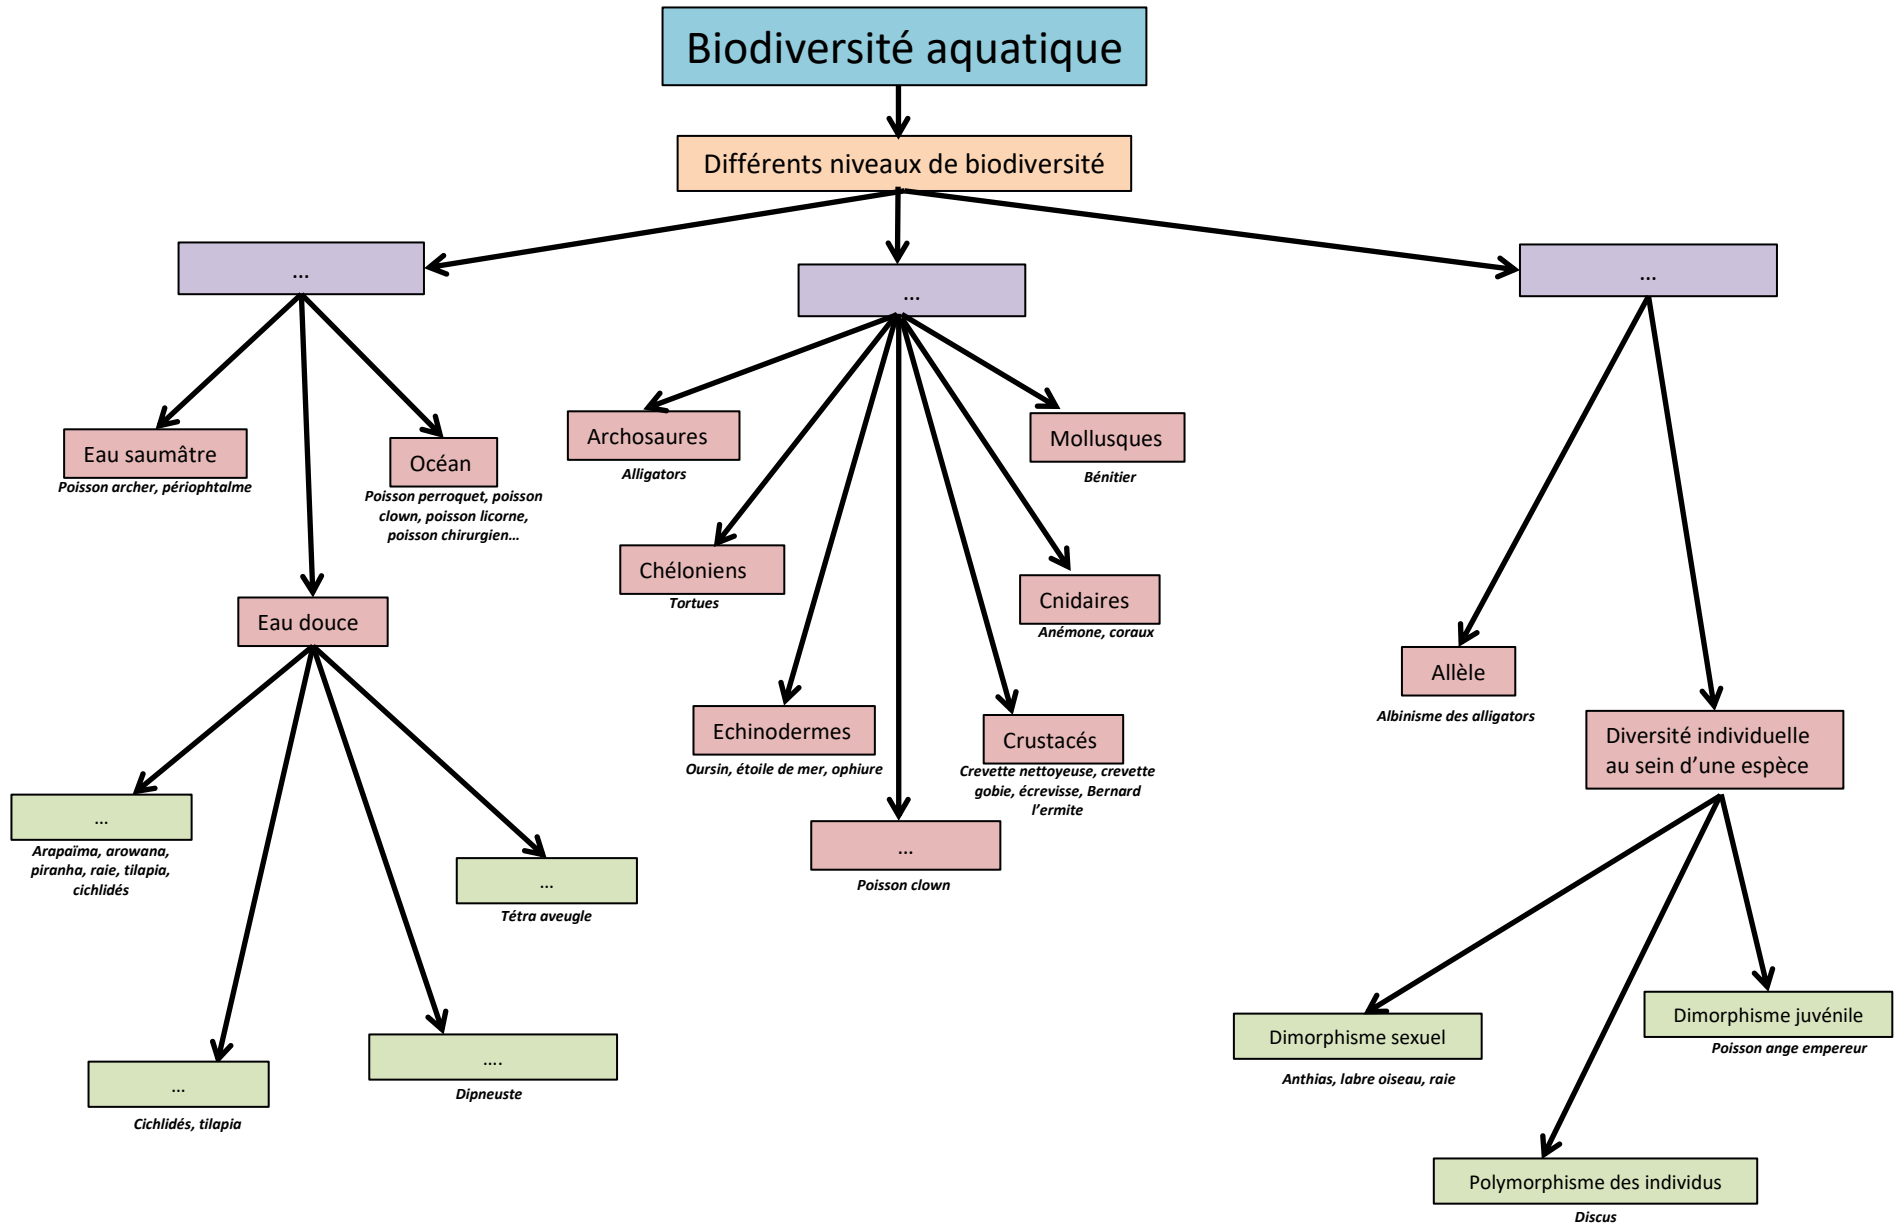 Biodiversité aquatique
Différents niveaux de biodiversité
...
...
...
Eau saumâtre
Poisson archer, périophtalme
Océan
Poisson perroquet, poisson
clown, poisson licorne,
poisson chirurgien...
Eau douce
...
Arapaïma, arowana,
piranha, raie, tilapia,
cichlidés
...
Tétra aveugle
...
Cichlidés, tilapia
....
Dipneuste
Archosaures
Alligators
Mollusques
Bénitier
Chéloniens
Tortues
Cnidaires
Anémone, coraux
Echinodermes
Oursin, étoile de mer, ophiure
Crustacés
Crevette nettoyeuse, crevette
gobie, écrevisse, Bernard
l'ermite
...
Poisson clown
Allèle
Albinisme des alligators
Diversité individuelle
au sein d'une espèce
Dimorphisme sexuel
Anthias, labre oiseau, raie
Dimorphisme juvénile
Poisson ange empereur
Polymorphisme des individus
Discus